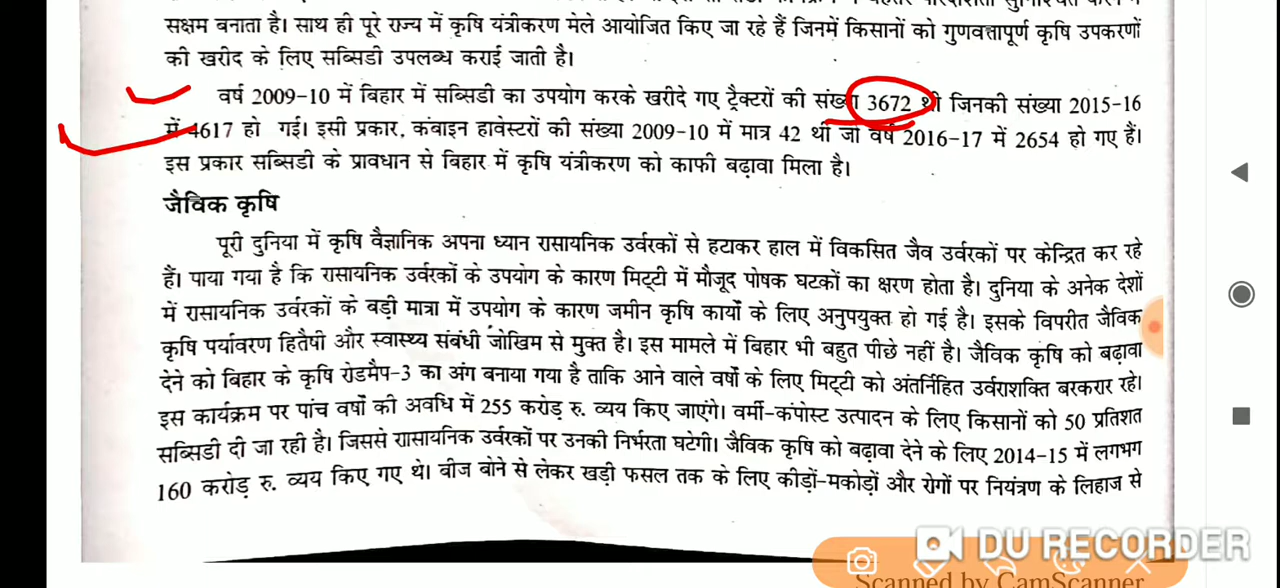 सक्षम बनाता है। साथ ही पूरे राज्य में कृषि यंत्रीकरण मेले आयोजित किए जा रहे हैं जिनमें किसानों को गुणवत्तापूर्ण कृषि उपकरणों
की खरीद के लिए सब्सिडी उपलब्ध कराई जाती है।
वर्ष 2009-10 में बिहार में सब्सिडी का उपयोग करके खरीदे गए ट्रैक्टरों की संख्या 3672 थी जिनकी संख्या 2015-16
में 4617 हो गई। इसी प्रकार, कंबाइन हार्वेस्टरों की संख्या 2009-10 में मात्र 42 थी जो वर्ष 2016-17 में 2654 हो गए हैं।
इस प्रकार सब्सिडी के प्रावधान से बिहार में कृषि यंत्रीकरण को काफी बढ़ावा मिला है।
जैविक कृषि
पूरी दुनिया में कृषि वैज्ञानिक अपना ध्यान रासायनिक उर्वरकों से हटाकर हाल में विकसित जैव उर्वरकों पर केन्द्रित कर रहे
हैं। पाया गया है कि रासायनिक उर्वरकों के उपयोग के कारण मिट्टी में मौजूद पोषक घटकों का क्षरण होता है। दुनिया के अनेक देशों
में रासायनिक उर्वरकों के बड़ी मात्रा में उपयोग के कारण जमीन कृषि कार्यों के लिए अनुपयुक्त हो गई है। इसके विपरीत जैविक
कृषि पर्यावरण हितैषी और स्वास्थ्य संबंधी जोखिम से मुक्त है। इस मामले में बिहार भी बहुत पीछे नहीं है। जैविक कृषि को बढ़ावा
देने को बिहार के कृषि रोडमैप-3 का अंग बनाया गया है ताकि आने वाले वर्षों के लिए मिट्टी को अंतर्निहित उर्वराशक्ति बरकरार रहे।
इस कार्यक्रम पर पांच वर्षों की अवधि में 255 करोड़ रु. व्यय किए जाएंगे। वर्मी-कंपोस्ट उत्पादन के लिए किसानों को 50 प्रतिशत
सब्सिडी दी जा रही है। जिससे रासायनिक उर्वरकों पर उनकी निर्भरता घटेगी। जैविक कृषि को बढ़ावा देने के लिए 2014-15 में लगभग
160 करोड़ रु. व्यय किए गए थे। बीज बोने से लेकर खड़ी फसल तक के लिए कीड़ों-मकोड़ों और रोगों पर नियंत्रण के लिहाज से
DU RECORDER
Scanned by CamScanner